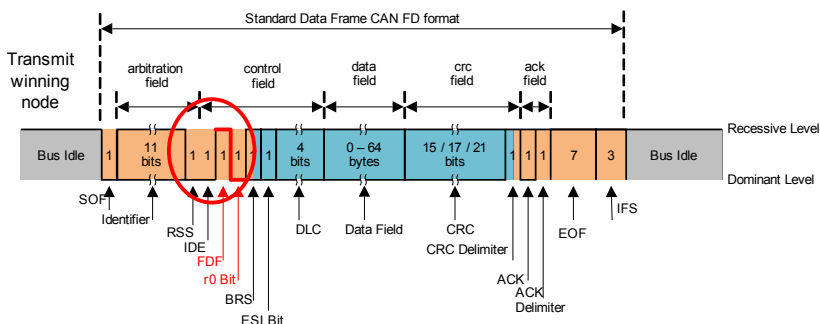 Standard Data Frame CAN FD format
Transmit
winning
node
arbitration
field
control
field
data
field
crc
field
ack
field
Recessive Level
Bus Idle
1
11
bits
1
1
1
1
1
1
4
bits
0 – 64
bytes
15 / 17 / 21
bits
1
1
1
7
3
Bus Idle
Dominant Level
SOF
Identifier
RSS
IDE
FDF
r0 Bit
BRS
ESI Bit
DLC
Data Field
CRC
CRC Delimiter
ACK
ACK
Delimiter
EOF
IFS